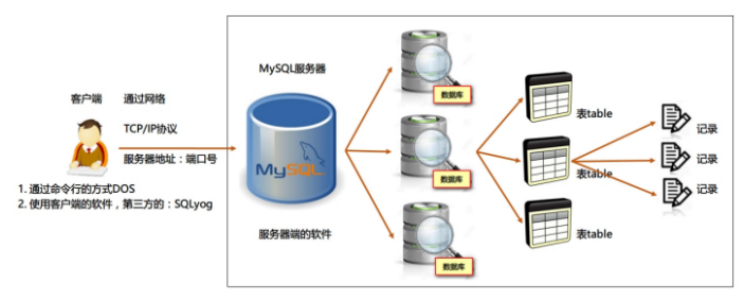 MySQL服务器
客户端
通过网络
TCP/IP协议
服务器地址：端口号
1. 通过命令行的方式DOS
2. 使用客户端的软件，第三方的：SQLyog
MySQL
服务器端的软件
数据库
数据库
数据库
表table
表table
表table
记录
记录
记录